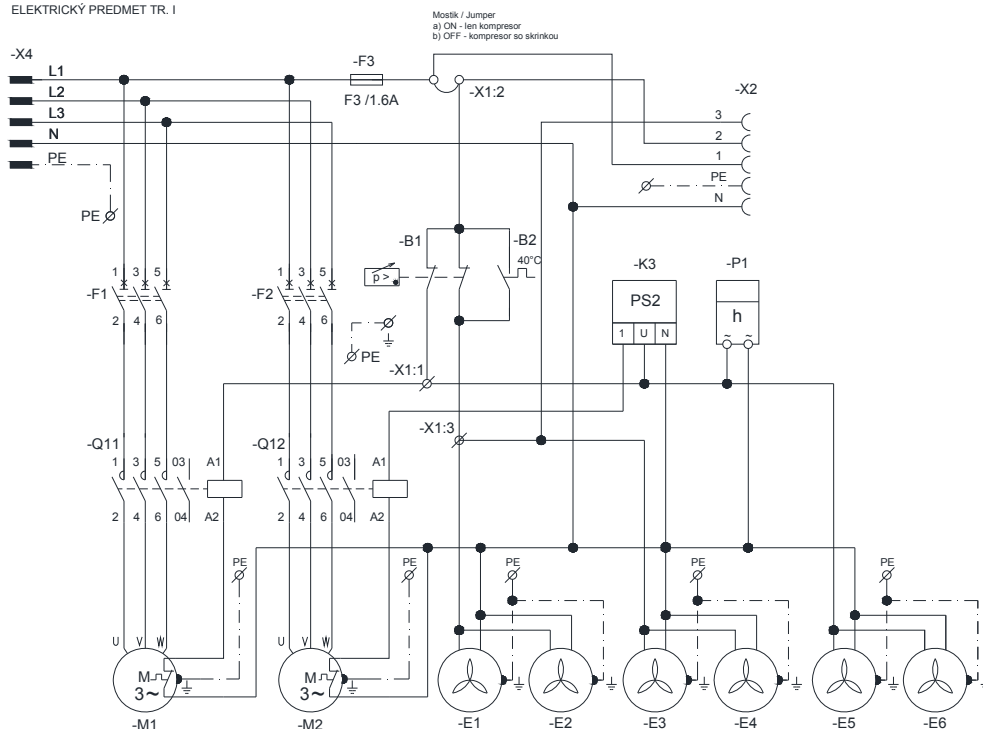 ELEKTRICKÝ PREDMET TR. I
Mostik / Jumper
a) ON - len kompresor
b) OFF - kompresor so skrinkou
-X4
L1
L2
L3
N
PE
PE
-F3
F3 /1.6A
-X1:2
-X2
3
2
1
PE
N
-B1
-B2
40°C
p >
-K3
PS2
1 U N
-P1
h
~ ~
1 3 5
-F1
2 4 6
1 3 5
-F2
2 4 6
PE
-X1:1
-X1:3
-Q11
1 3 5 03 A1
2 4 6 04 A2
-Q12
1 3 5 03 A1
2 4 6 04 A2
PE
PE
PE
PE
PE
U V W
M
3~
-M1
U V W
M
3~
-M2
-E1
-E2
-E3
-E4
-E5
-E6